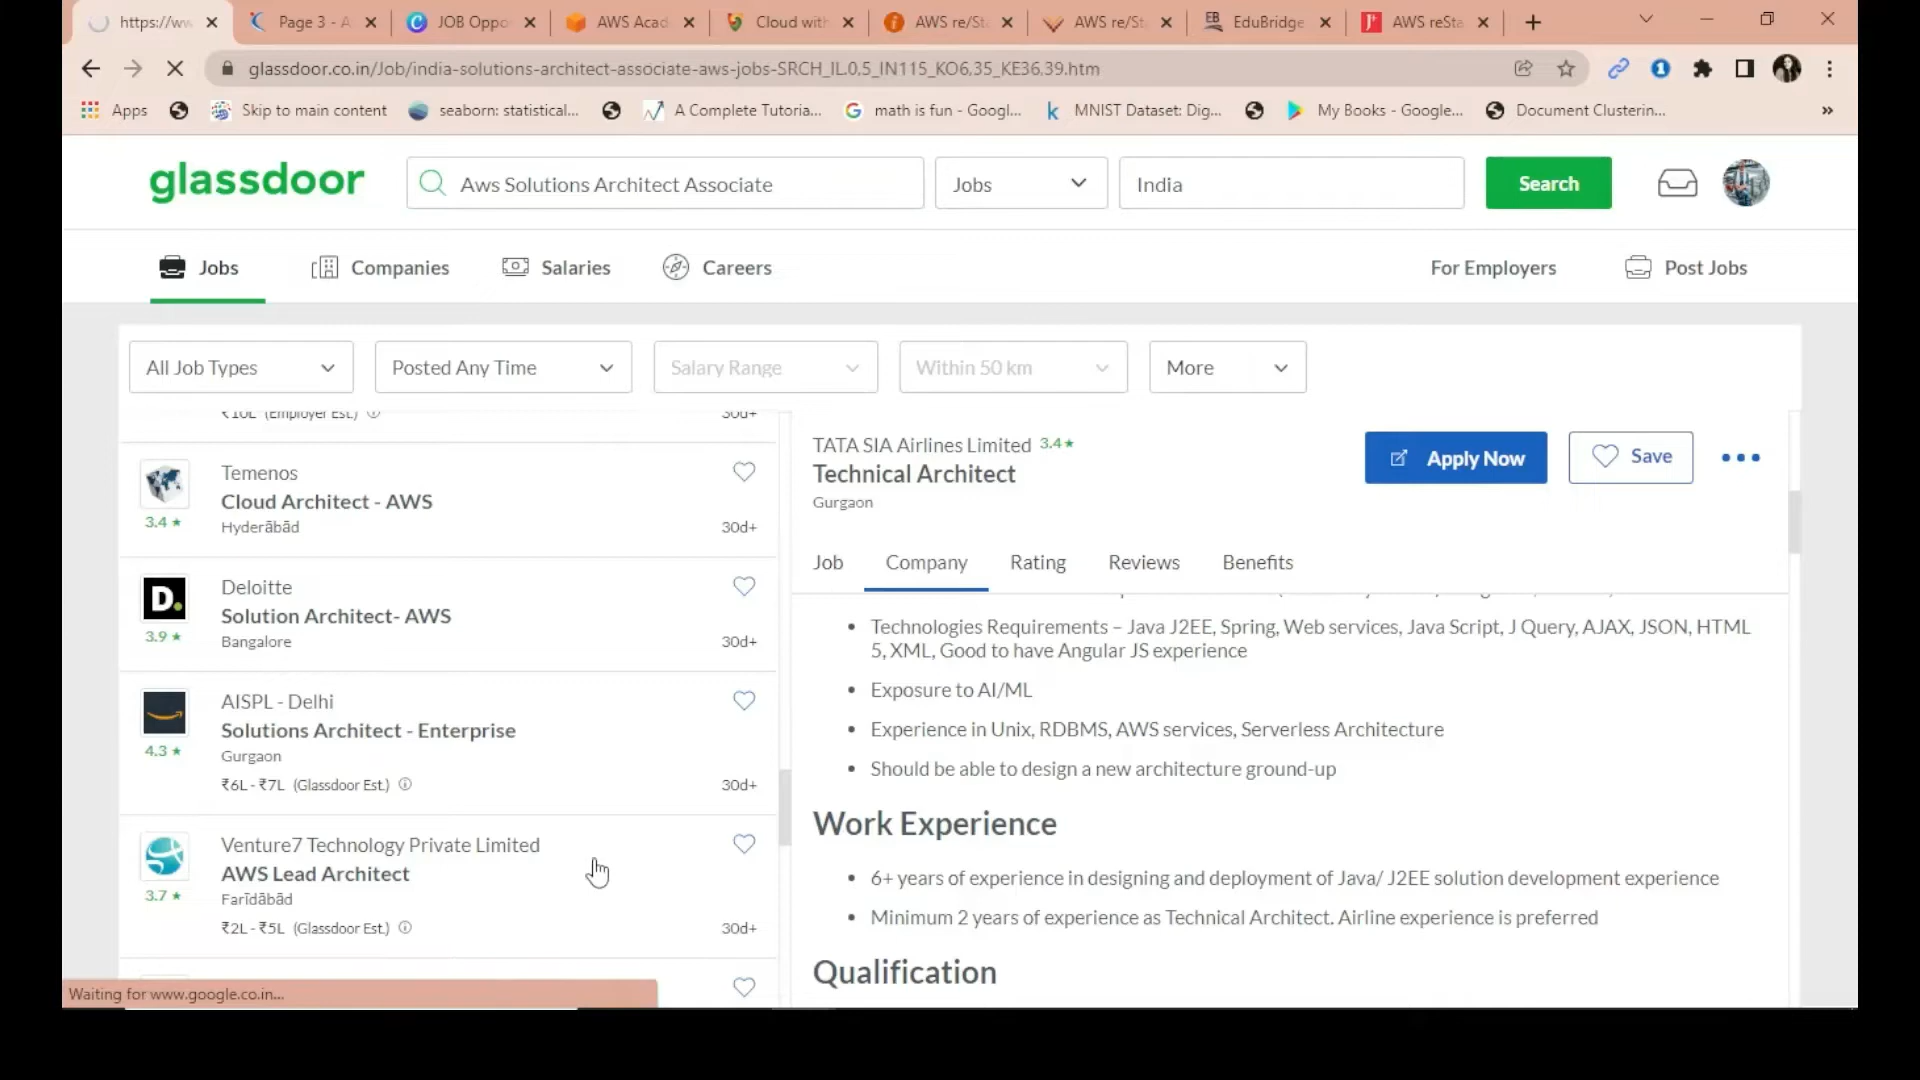 https://ww
Page 3 - A
JOB Oppo
AWS Acad
Cloud with
AWS re/Sta
AWS re/St
EduBridge
AWS reSta
glassdoor.co.in/Job/india-solutions-architect-associate-aws-jobs-SRCH_IL.0,5_IN115_KO6,35_KE36,39.htm
Apps
Skip to main content
seaborn: statistical...
A Complete Tutoria...
math is fun - Googl...
MNIST Dataset: Dig...
My Books - Google...
Document Clusterin...
»
glassdoor
Aws Solutions Architect Associate
Jobs
India
Search
Jobs
Companies
Salaries
Careers
For Employers
Post Jobs
All Job Types
Posted Any Time
Salary Range
Within 50 km
More
₹10L (Employer Est.)
30d+
Temenos
Cloud Architect - AWS
Hyderābād
3.4 ★
30d+
Deloitte
Solution Architect- AWS
Bangalore
D.
3.9 ★
30d+
AISPL - Delhi
Solutions Architect - Enterprise
Gurgaon
4.3 ★
₹6L - ₹7L (Glassdoor Est.)
30d+
Venture7 Technology Private Limited
AWS Lead Architect
Farīdābād
3.7 ★
₹2L - ₹5L (Glassdoor Est.)
30d+
TATA SIA Airlines Limited 3.4 ★
Technical Architect
Gurgaon
Apply Now
Save
Job
Company
Rating
Reviews
Benefits
• Technologies Requirements – Java J2EE, Spring, Web services, Java Script, J Query, AJAX, JSON, HTML
5, XML, Good to have Angular JS experience
• Exposure to AI/ML
• Experience in Unix, RDBMS, AWS services, Serverless Architecture
• Should be able to design a new architecture ground-up
Work Experience
• 6+ years of experience in designing and deployment of Java/ J2EE solution development experience
• Minimum 2 years of experience as Technical Architect. Airline experience is preferred
Qualification
Waiting for www.google.co.in...